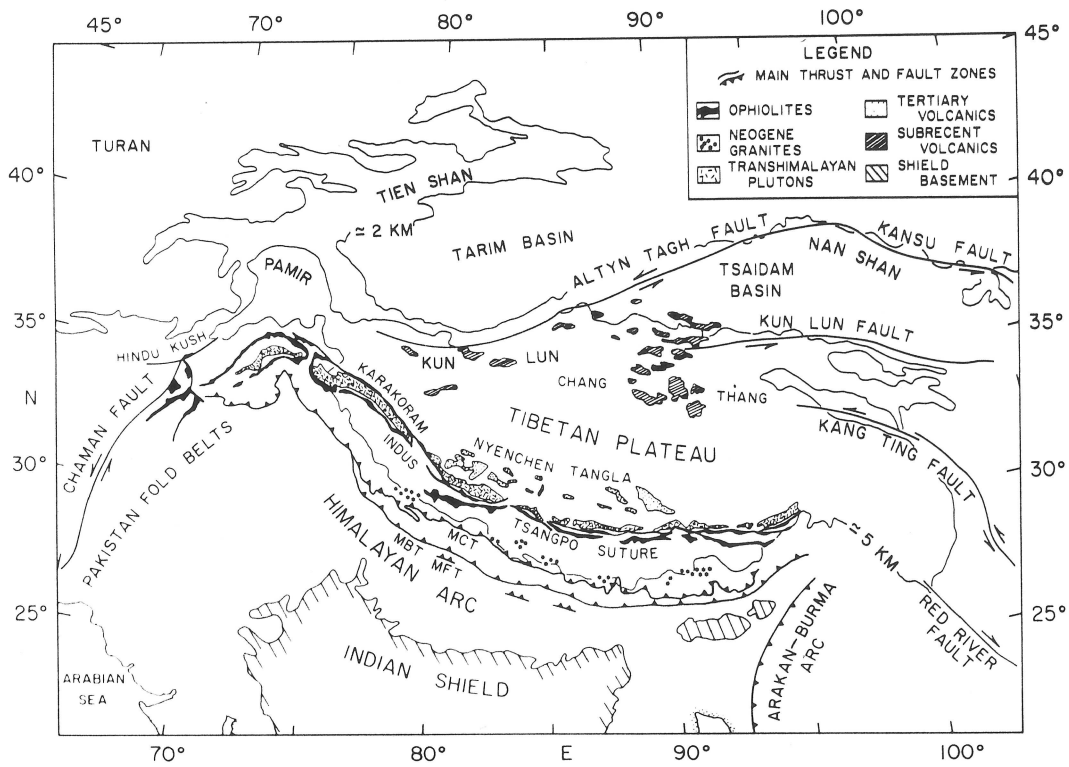 45° 70° 80° 90° 100° 45°
LEGEND
MAIN THRUST AND FAULT ZONES
OPHIOLITES
NEOGENE
GRANITES
TRANSHIMALAYAN
PLUTONS
TERTIARY
VOLCANICS
SUBRECENT
VOLCANICS
SHIELD
BASEMENT
TURAN
40°
40°
TIEN SHAN
≃ 2 KM
TARIM BASIN
ALTYN TAGH FAULT
KANSU FAULT
NAN SHAN
PAMIR
TSAIDAM
BASIN
35°
35°
KUN LUN FAULT
HINDU KUSH
KUN LUN
CHANG THANG
KARAKORAM
N
CHAMAN FAULT
TIBETAN PLATEAU
KANG TING FAULT
INDUS
NYENCHEN TANGLA
30°
30°
PAKISTAN FOLD BELTS
TSANGPO
SUTURE
MCT
MBT
MFT
HIMALAYAN
ARC
≃ 5 KM
25°
25°
RED RIVER
FAULT
ARAKAN-BURMA
ARC
INDIAN SHIELD
ARABIAN
SEA
70° 80° E 90° 100°